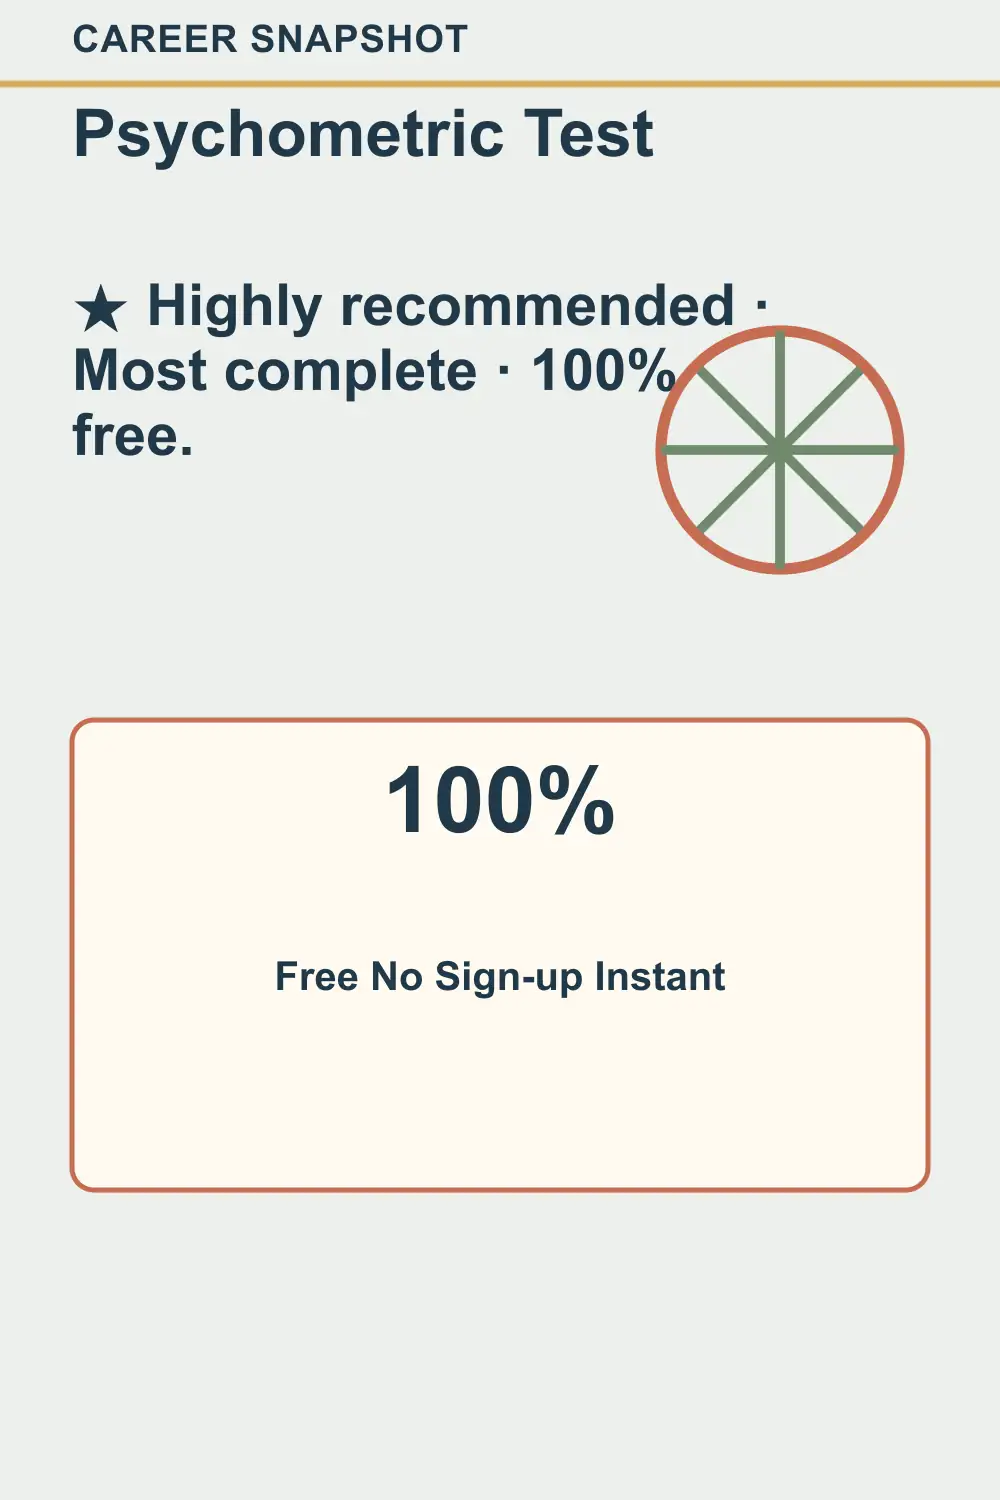 CAREER SNAPSHOT
Psychometric Test
★ Highly recommended ·
Most complete · 100%
free.
100%
Free No Sign-up Instant